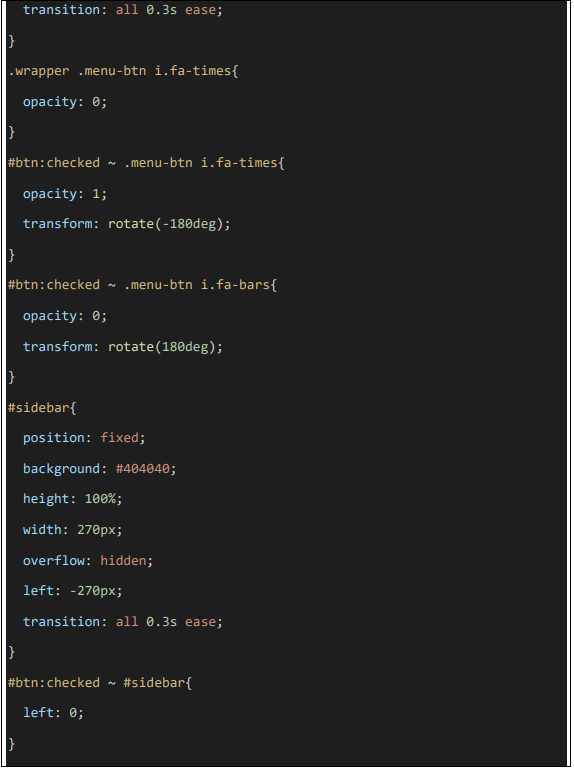 transition: all 0.3s ease;
}
.wrapper .menu-btn i.fa-times{
opacity: 0;
}
#btn:checked ~ .menu-btn i.fa-times{
opacity: 1;
transform: rotate(-180deg);
}
#btn:checked ~ .menu-btn i.fa-bars{
opacity: 0;
transform: rotate(180deg);
}
#sidebar{
position: fixed;
background: #404040;
height: 100%;
width: 270px;
overflow: hidden;
left: -270px;
transition: all 0.3s ease;
}
#btn:checked ~ #sidebar{
left: 0;
}